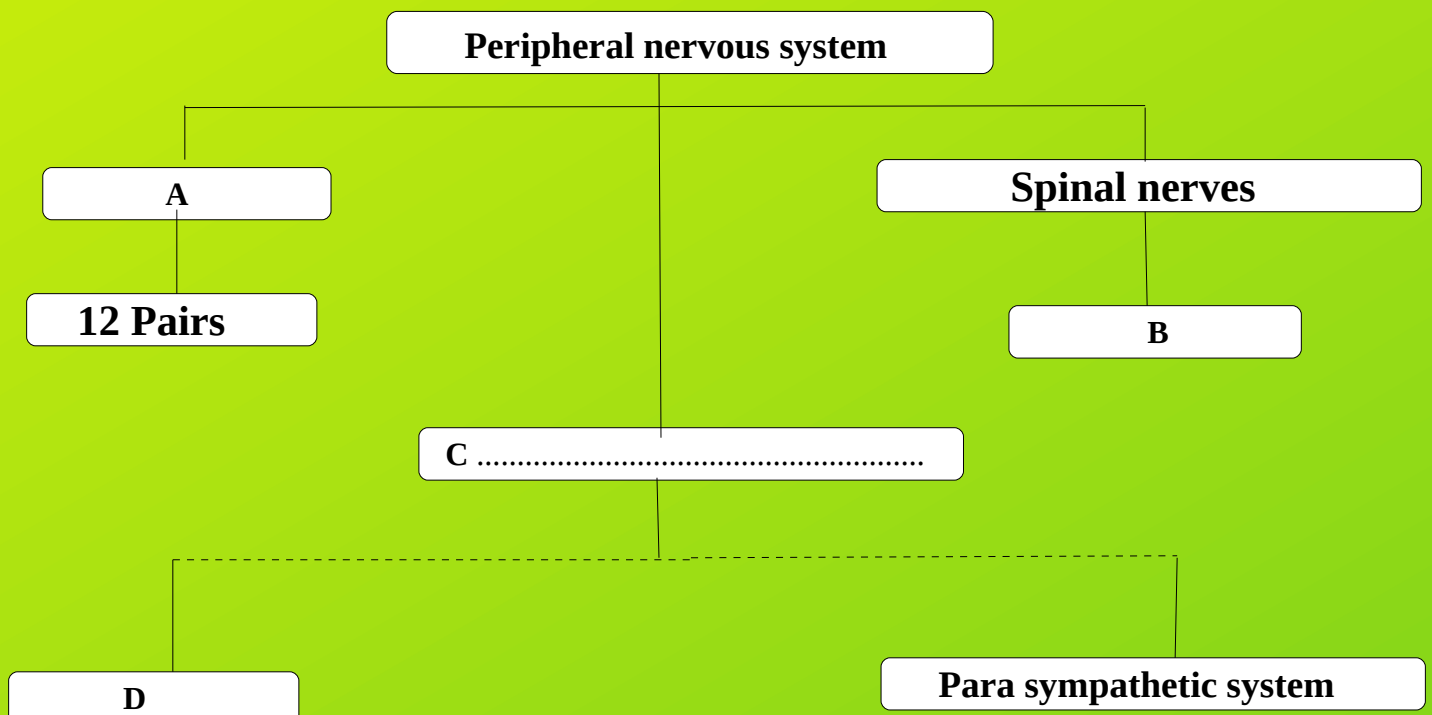 Peripheral nervous system
A
Spinal nerves
12 Pairs
B
C ........................................................
D
Para sympathetic system